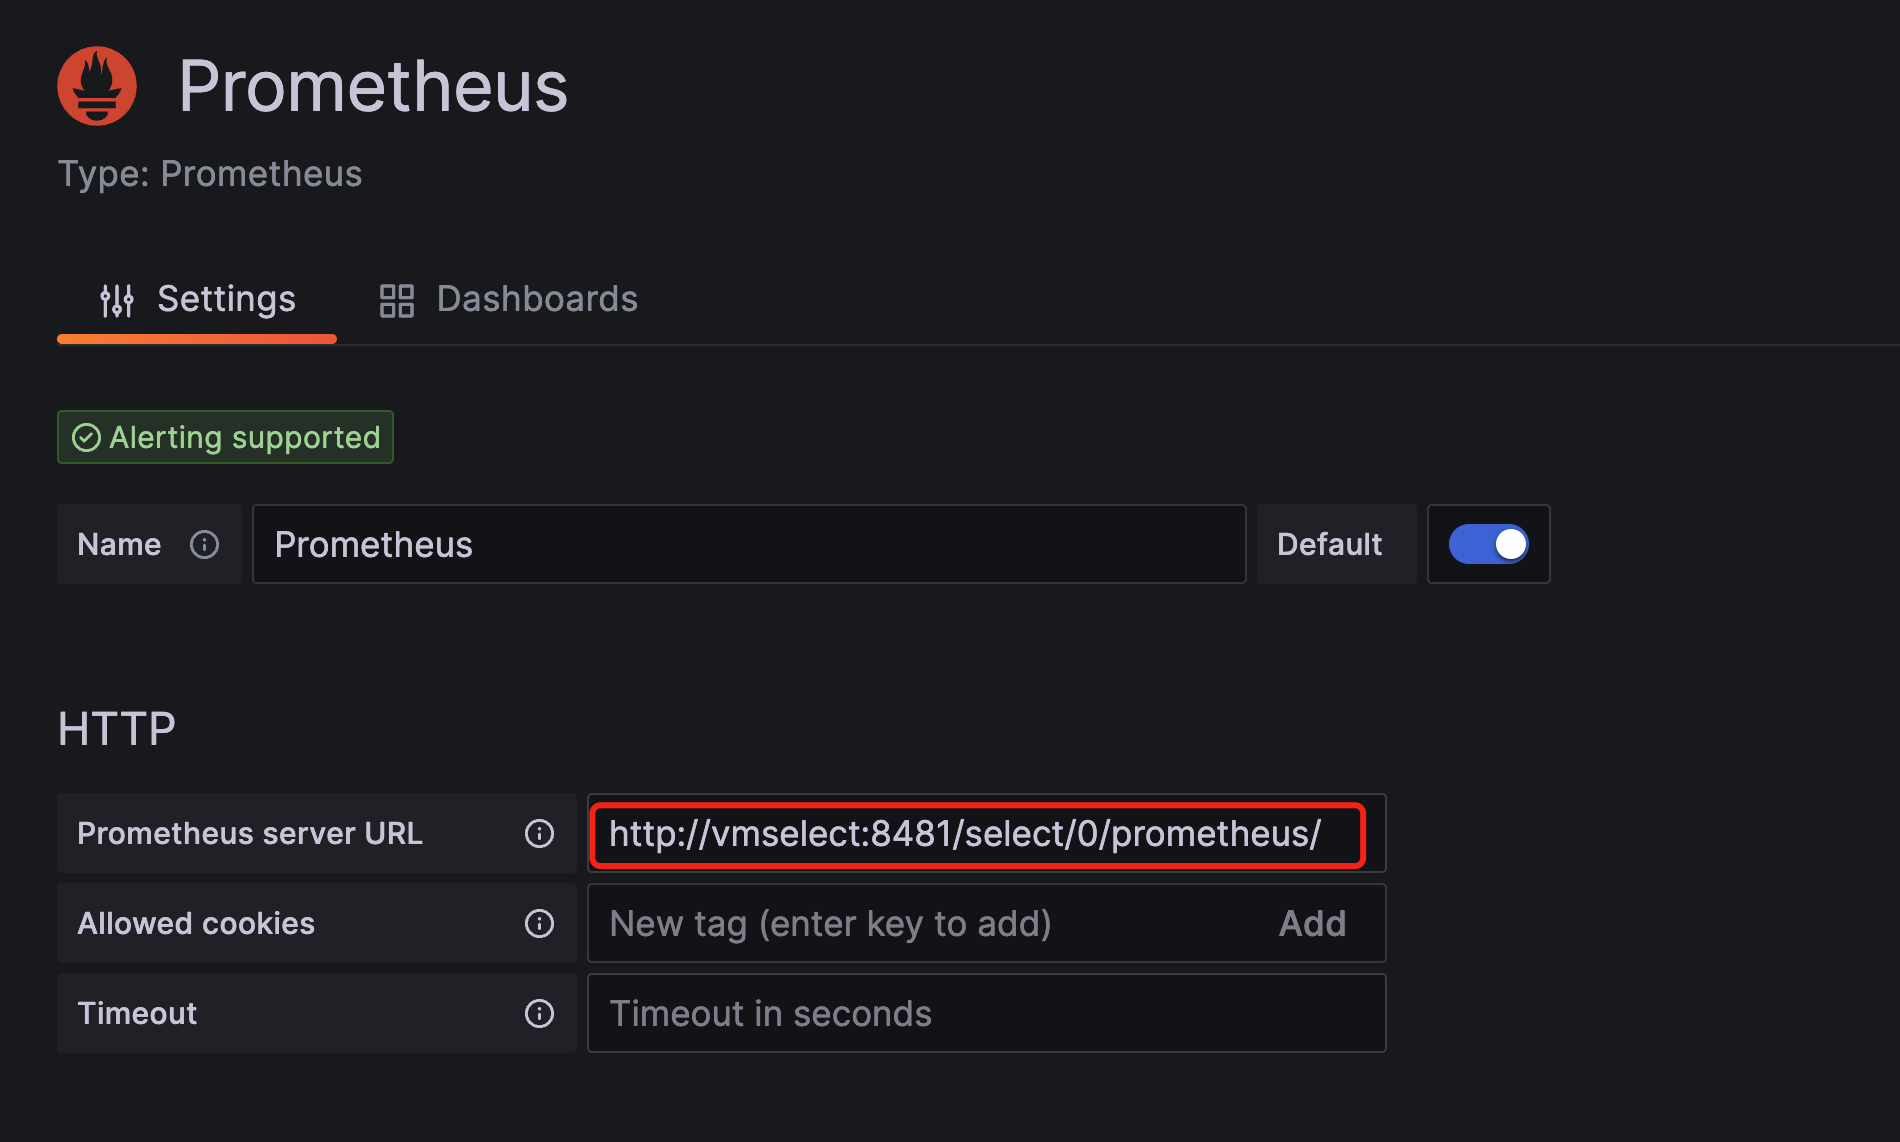 Prometheus
Type: Prometheus
Settings Dashboards
Alerting supported
Name Prometheus Default
HTTP
Prometheus server URL http://vmselect:8481/select/0/prometheus/
Allowed cookies New tag (enter key to add) Add
Timeout Timeout in seconds